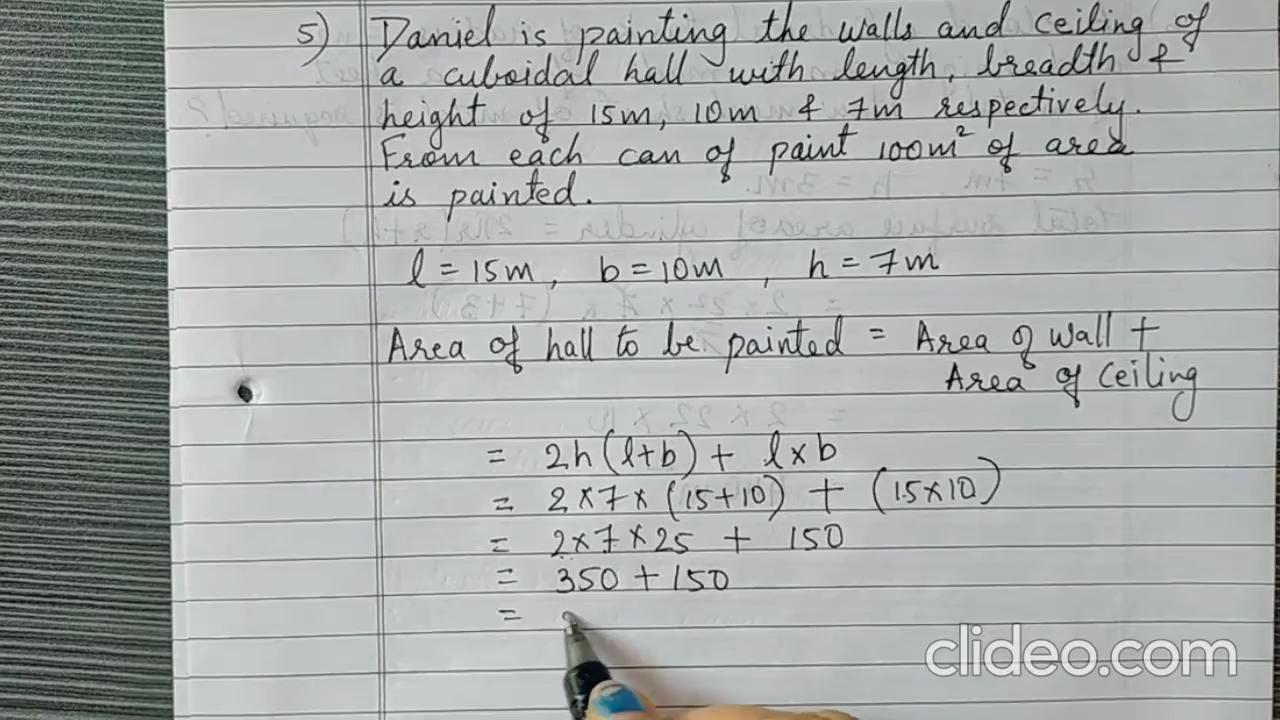 5) Daniel is painting the walls and ceiling of
a cuboidal hall with length, breadth &
height of 15m, 10m & 7m respectively.
From each can of paint 100m² of area
is painted.
l = 15m, b = 10m, h = 7m
Area of hall to be painted = Area of wall +
Area of ceiling
= 2h(l+b) + l×b
= 2×7×(15+10) + (15×10)
= 2×7×25 + 150
= 350 + 150
=
clideo.com